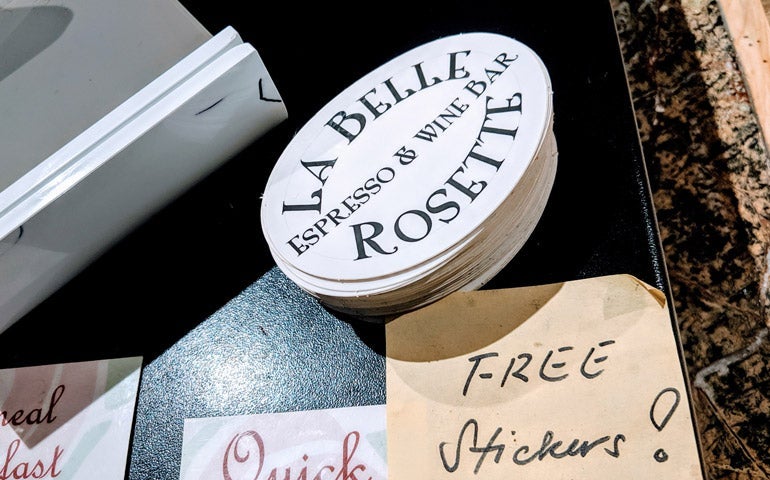 LA BELLE
ESPRESSO & WINE BAR
ROSETTE
FREE
Stickers!
Quick